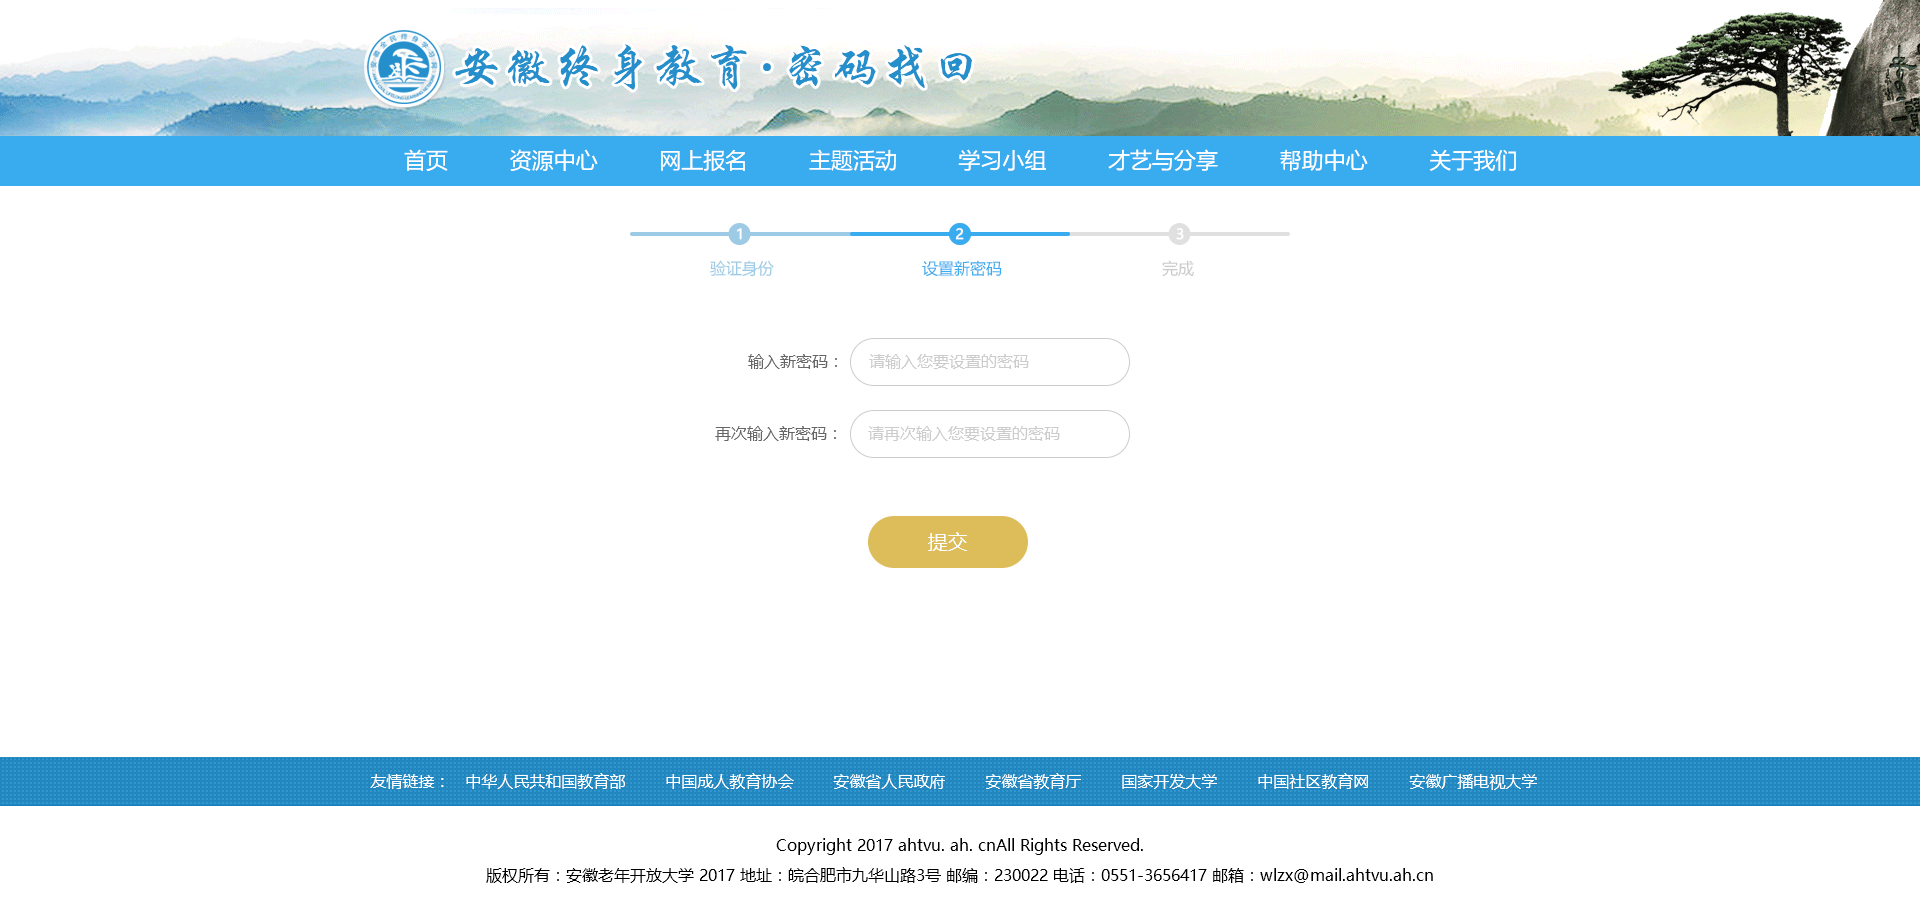 安徽终身教育·密码找回
首页 资源中心 网上报名 主题活动 学习小组 才艺与分享 帮助中心 关于我们
1 2 3
验证身份 设置新密码 完成
输入新密码： 请输入您要设置的密码
再次输入新密码： 请再次输入您要设置的密码
提交
友情链接： 中华人民共和国教育部 中国成人教育协会 安徽省人民政府 安徽省教育厅 国家开发大学 中国社区教育网 安徽广播电视大学
Copyright 2017 ahtvu. ah. cnAll Rights Reserved.
版权所有：安徽老年开放大学 2017 地址：皖合肥市九华山路3号 邮编：230022 电话：0551-3656417 邮箱：wlzx@mail.ahtvu.ah.cn